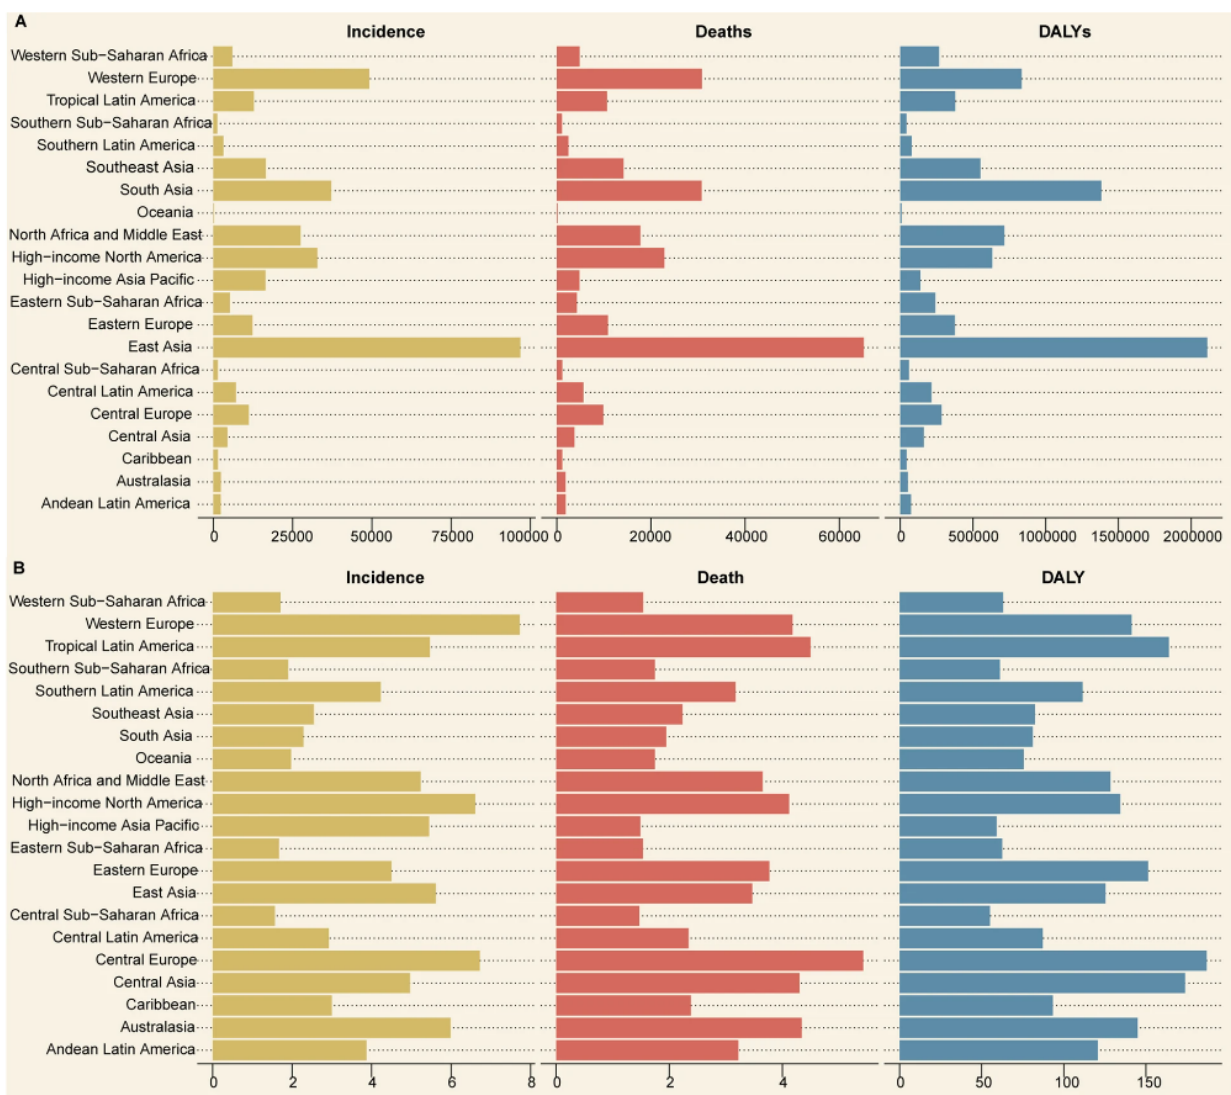 A
Incidence Deaths DALYs
Western Sub−Saharan Africa
Western Europe
Tropical Latin America
Southern Sub−Saharan Africa
Southern Latin America
Southeast Asia
South Asia
Oceania
North Africa and Middle East
High−income North America
High−income Asia Pacific
Eastern Sub−Saharan Africa
Eastern Europe
East Asia
Central Sub−Saharan Africa
Central Latin America
Central Europe
Central Asia
Caribbean
Australasia
Andean Latin America
0 25000 50000 75000 100000 0 20000 40000 60000 0 500000 1000000 1500000 2000000
B
Incidence Death DALY
Western Sub−Saharan Africa
Western Europe
Tropical Latin America
Southern Sub−Saharan Africa
Southern Latin America
Southeast Asia
South Asia
Oceania
North Africa and Middle East
High−income North America
High−income Asia Pacific
Eastern Sub−Saharan Africa
Eastern Europe
East Asia
Central Sub−Saharan Africa
Central Latin America
Central Europe
Central Asia
Caribbean
Australasia
Andean Latin America
0 2 4 6 8 0 2 4 0 50 100 150